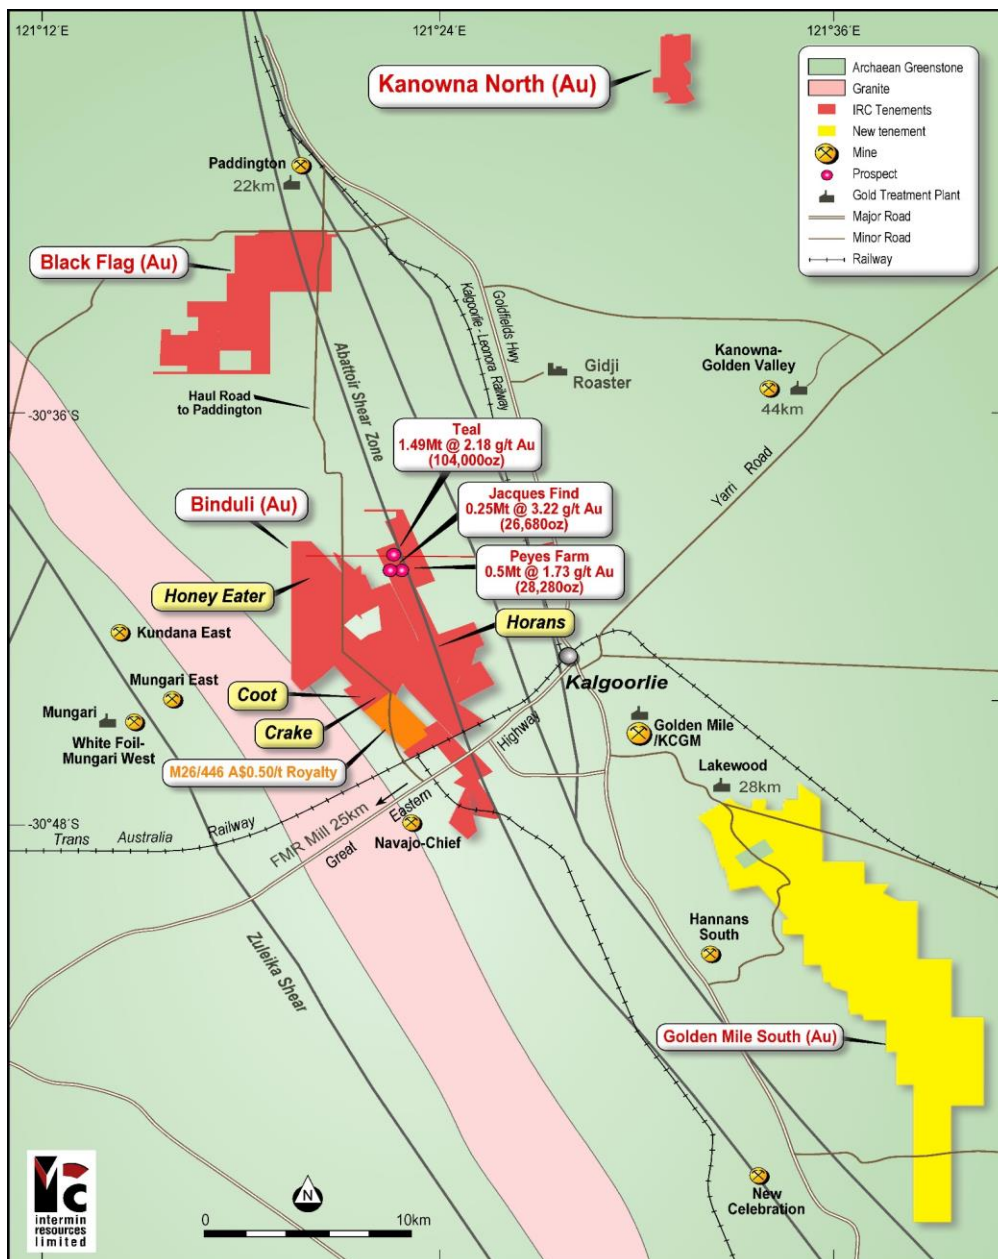 121°12´E
121°24´E
121°36´E
Kanowna North (Au)
Archaean Greenstone
Granite
IRC Tenements
New tenement
Mine
Prospect
Gold Treatment Plant
Major Road
Minor Road
Railway
Paddington
22km
Black Flag (Au)
Goldfields Hwy
Kalgoorlie - Leonora Railway
Abattoir Shear Zone
Haul Road
to Paddington
Gidji
Roaster
Kanowna-
Golden Valley
44km
-30°36´S
Teal
1.49Mt @ 2.18 g/t Au
(104,000oz)
Jacques Find
0.25Mt @ 3.22 g/t Au
(26,680oz)
Peyes Farm
0.5Mt @ 1.73 g/t Au
(28,280oz)
Yarri Road
Binduli (Au)
Honey Eater
Horans
Kundana East
Kalgoorlie
Mungari East
Coot
Mungari
White Foil-
Mungari West
Crake
Golden Mile
/KCGM
M26/446 A$0.50/t Royalty
Lakewood
28km
-30°48´S
Trans Australia Railway
FMR Mill 25km
Great Eastern Highway
Navajo-Chief
Hannans
South
Zuleika Shear
Golden Mile South (Au)
New
Celebration
N
0 10km
intermin
resources
limited